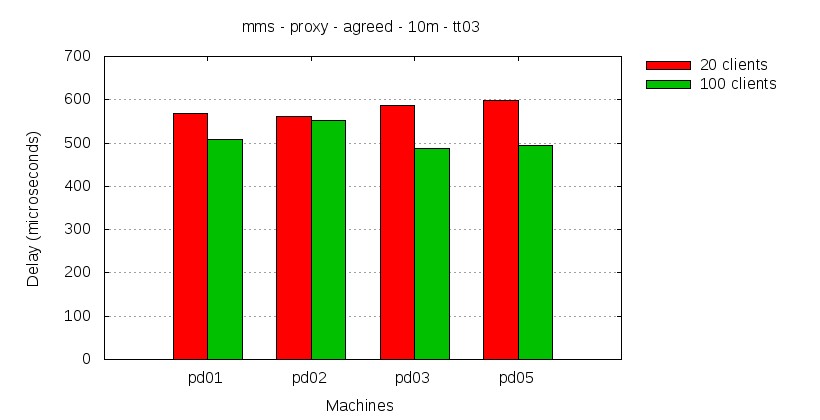 mms - proxy - agreed - 10m - tt03
700
600
500
400
300
200
100
0
Delay (microseconds)
pd01 pd02 pd03 pd05
Machines
20 clients
100 clients